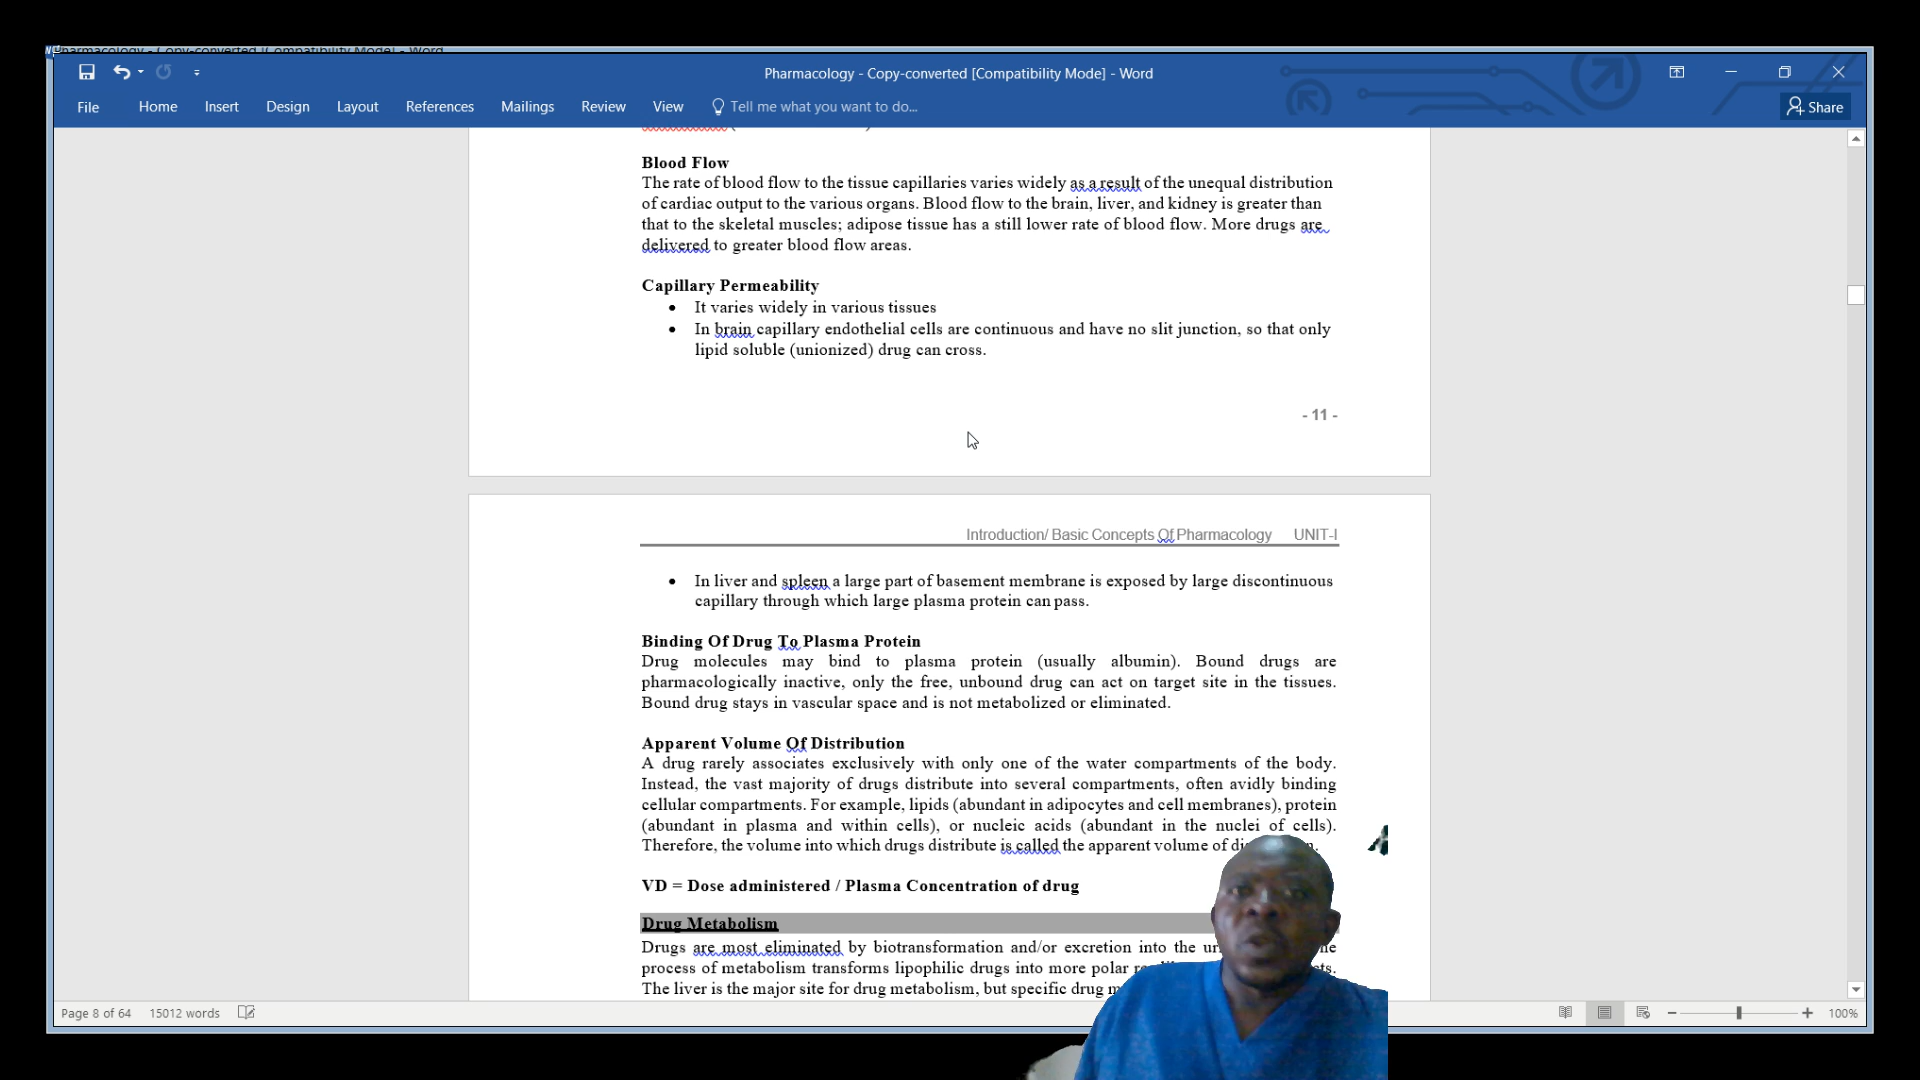 Pharmacology - Copy-converted [Compatibility Mode] - Word
Pharmacology - Copy-converted [Compatibility Mode] - Word
File Home Insert Design Layout References Mailings Review View Tell me what you want to do... Share
Blood Flow
The rate of blood flow to the tissue capillaries varies widely as a result of the unequal distribution
of cardiac output to the various organs. Blood flow to the brain, liver, and kidney is greater than
that to the skeletal muscles; adipose tissue has a still lower rate of blood flow. More drugs are
delivered to greater blood flow areas.
Capillary Permeability
• It varies widely in various tissues
• In brain capillary endothelial cells are continuous and have no slit junction, so that only
lipid soluble (unionized) drug can cross.
- 11 -
Introduction/ Basic Concepts Of Pharmacology UNIT-I
• In liver and spleen a large part of basement membrane is exposed by large discontinuous
capillary through which large plasma protein can pass.
Binding Of Drug To Plasma Protein
Drug molecules may bind to plasma protein (usually albumin). Bound drugs are
pharmacologically inactive, only the free, unbound drug can act on target site in the tissues.
Bound drug stays in vascular space and is not metabolized or eliminated.
Apparent Volume Of Distribution
A drug rarely associates exclusively with only one of the water compartments of the body.
Instead, the vast majority of drugs distribute into several compartments, often avidly binding
cellular compartments. For example, lipids (abundant in adipocytes and cell membranes), protein
(abundant in plasma and within cells), or nucleic acids (abundant in the nuclei of cells).
Therefore, the volume into which drugs distribute is called the apparent volume of
VD = Dose administered / Plasma Concentration of drug
Drug Metabolism
Drugs are most eliminated by biotransformation and/or excretion into the
process of metabolism transforms lipophilic drugs into more polar
The liver is the major site for drug metabolism, but specific drug
Page 8 of 64 15012 words 100%